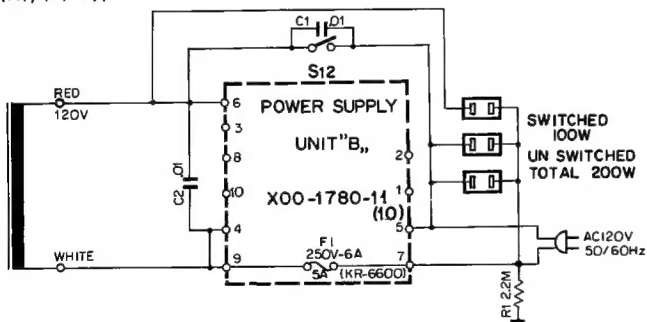 C1 .01
S12
RED
120V
6
POWER SUPPLY
3
UNIT "B„
8
2
C2 .01
10
1
X00-1780-11
(1.0)
4
5
F1
250V-6A
WHITE
9
5A
(KR-6600)
7
SWITCHED
100W
UN SWITCHED
TOTAL 200W
AC120V
50/60Hz
R1 2.2M